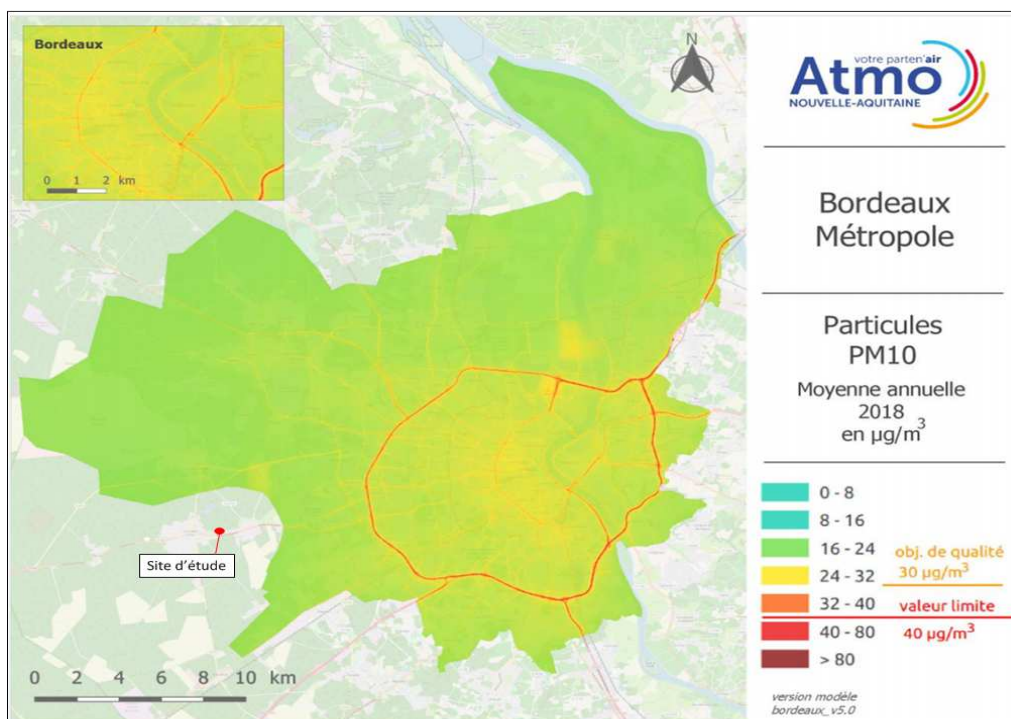 Bordeaux
0 1 2 km
N
Site d'étude
0 2 4 6 8 10 km
votre parten'air
Atmo
NOUVELLE-AQUITAINE
Bordeaux
Métropole
Particules
PM10
Moyenne annuelle
2018
en µg/m³
0 - 8
8 - 16
16 - 24
24 - 32
32 - 40
40 - 80
> 80
obj. de qualité
30 µg/m³
valeur limite
40 µg/m³
version modèle
bordeaux_v5.0